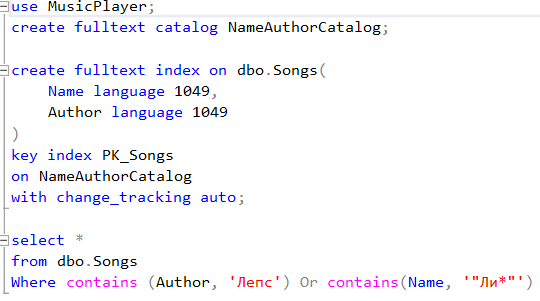 use MusicPlayer;
create fulltext catalog NameAuthorCatalog;
create fulltext index on dbo.Songs(
Name language 1049,
Author language 1049
)
key index PK_Songs
on NameAuthorCatalog
with change_tracking auto;
select *
from dbo.Songs
Where contains (Author, 'Лепс') Or contains(Name, '"Ли*"')